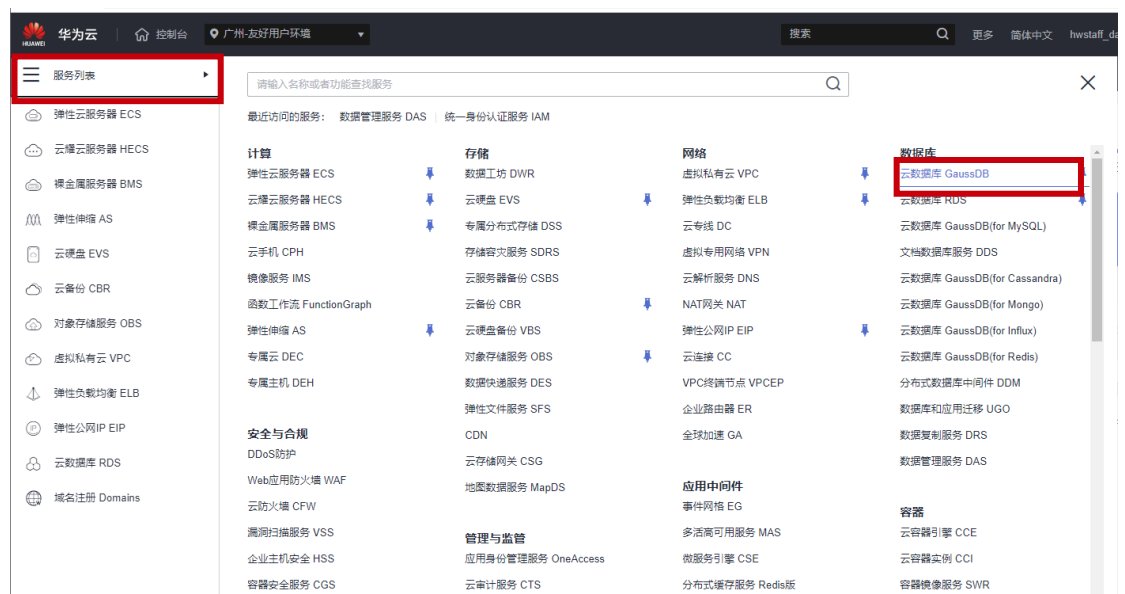 HUAWEI 华为云 控制台 广州-友好用户环境 搜索 更多 简体中文 hwstaff_da
服务列表
弹性云服务器 ECS
云耀云服务器 HECS
裸金属服务器 BMS
弹性伸缩 AS
云硬盘 EVS
云备份 CBR
对象存储服务 OBS
虚拟私有云 VPC
弹性负载均衡 ELB
弹性公网IP EIP
云数据库 RDS
域名注册 Domains
请输入名称或者功能查找服务
最近访问的服务： 数据管理服务 DAS 统一身份认证服务 IAM
计算
弹性云服务器 ECS
云耀云服务器 HECS
裸金属服务器 BMS
云手机 CPH
镜像服务 IMS
函数工作流 FunctionGraph
弹性伸缩 AS
专属云 DEC
专属主机 DEH
安全与合规
DDoS防护
Web应用防火墙 WAF
云防火墙 CFW
漏洞扫描服务 VSS
企业主机安全 HSS
容器安全服务 CGS
存储
数据工坊 DWR
云硬盘 EVS
专属分布式存储 DSS
存储容灾服务 SDRS
云服务器备份 CSBS
云备份 CBR
云硬盘备份 VBS
对象存储服务 OBS
数据快递服务 DES
弹性文件服务 SFS
CDN
云存储网关 CSG
地图数据服务 MapDS
管理与监管
应用身份管理服务 OneAccess
云审计服务 CTS
网络
虚拟私有云 VPC
弹性负载均衡 ELB
云专线 DC
虚拟专用网络 VPN
云解析服务 DNS
NAT网关 NAT
弹性公网IP EIP
云连接 CC
VPC终端节点 VPCEP
企业路由器 ER
全球加速 GA
应用中间件
事件网格 EG
多活高可用服务 MAS
微服务引擎 CSE
分布式缓存服务 Redis版
数据库
云数据库 GaussDB
云数据库 RDS
云数据库 GaussDB(for MySQL)
文档数据库服务 DDS
云数据库 GaussDB(for Cassandra)
云数据库 GaussDB(for Mongo)
云数据库 GaussDB(for Influx)
云数据库 GaussDB(for Redis)
分布式数据库中间件 DDM
数据库和应用迁移 UGO
数据复制服务 DRS
数据管理服务 DAS
容器
云容器引擎 CCE
云容器实例 CCI
容器镜像服务 SWR